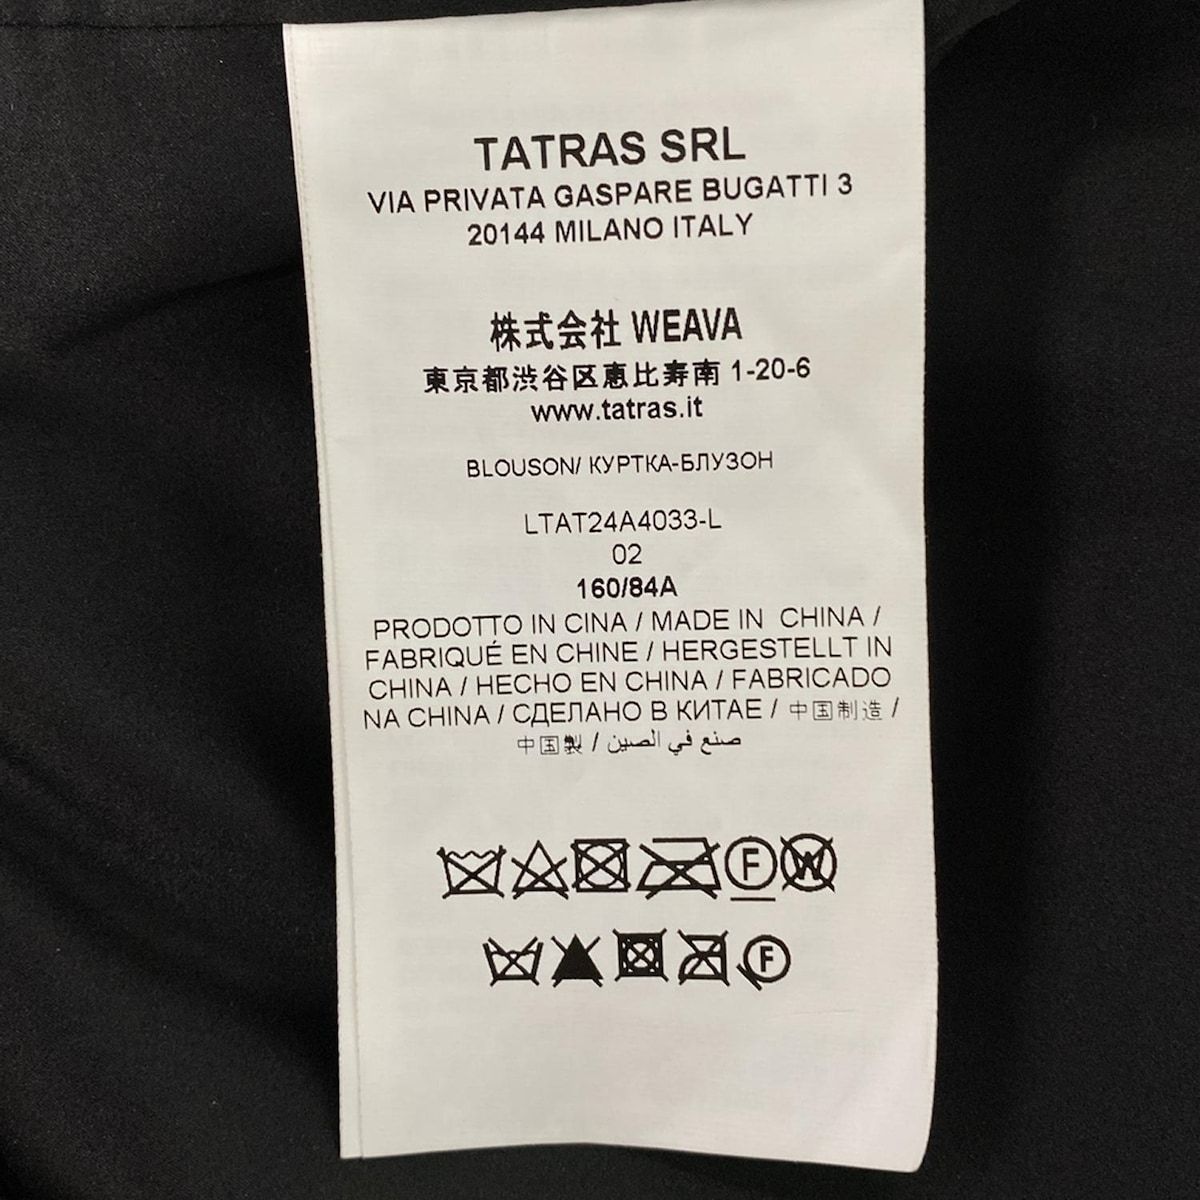 TATRAS SRL
VIA PRIVATA GASPARE BUGATTI 3
20144 MILANO ITALY
株式会社 WEAVA
東京都渋谷区恵比寿南 1-20-6
www.tatras.it
BLOUSON/ КУРТКА-БЛУЗОН
LTAT24A4033-L
02
160/84A
PRODOTTO IN CINA / MADE IN CHINA /
FABRIQUÉ EN CHINE / HERGESTELLT IN
CHINA / HECHO EN CHINA / FABRICADO
NA CHINA / СДЕЛАНО В КИТАЕ / 中国制造 /
中国製 / صنع في الصين
F W
F